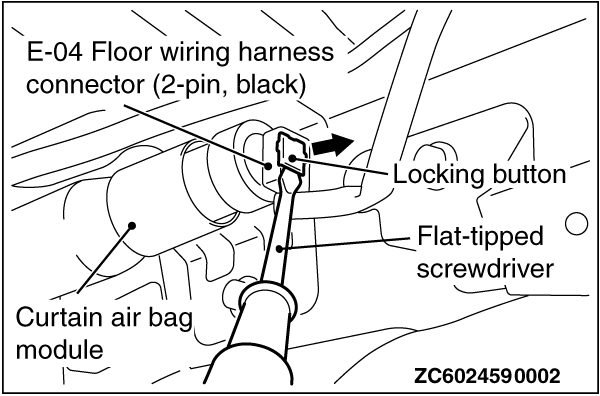 E-04 Floor wiring harness
connector (2-pin, black)
Locking button
Flat-tipped
screwdriver
Curtain air bag
module
ZC6024590002